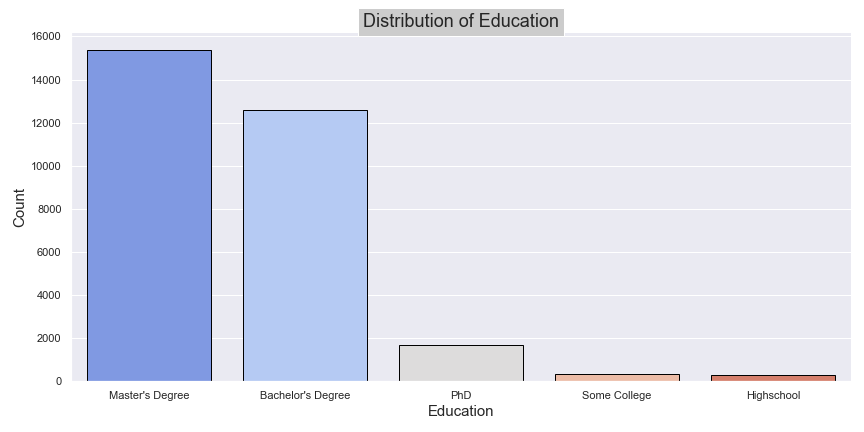 Distribution of Education
16000
14000
12000
10000
8000
6000
4000
2000
0
Count
Master's Degree
Bachelor's Degree
PhD
Some College
Highschool
Education